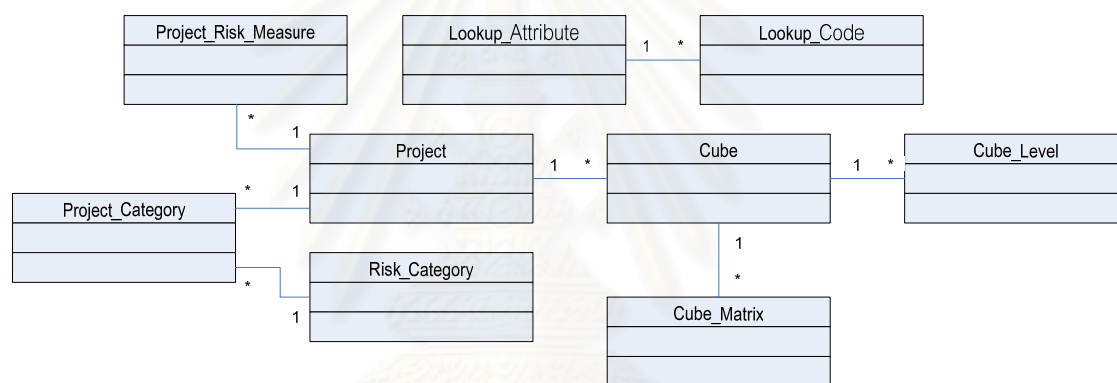 Project_Risk_Measure
Lookup_Attribute
1 *
Lookup_Code
*
1
Project
1 *
Cube
1 *
Cube_Level
Project_Category
*
1
*
1
Risk_Category
1
*
Cube_Matrix